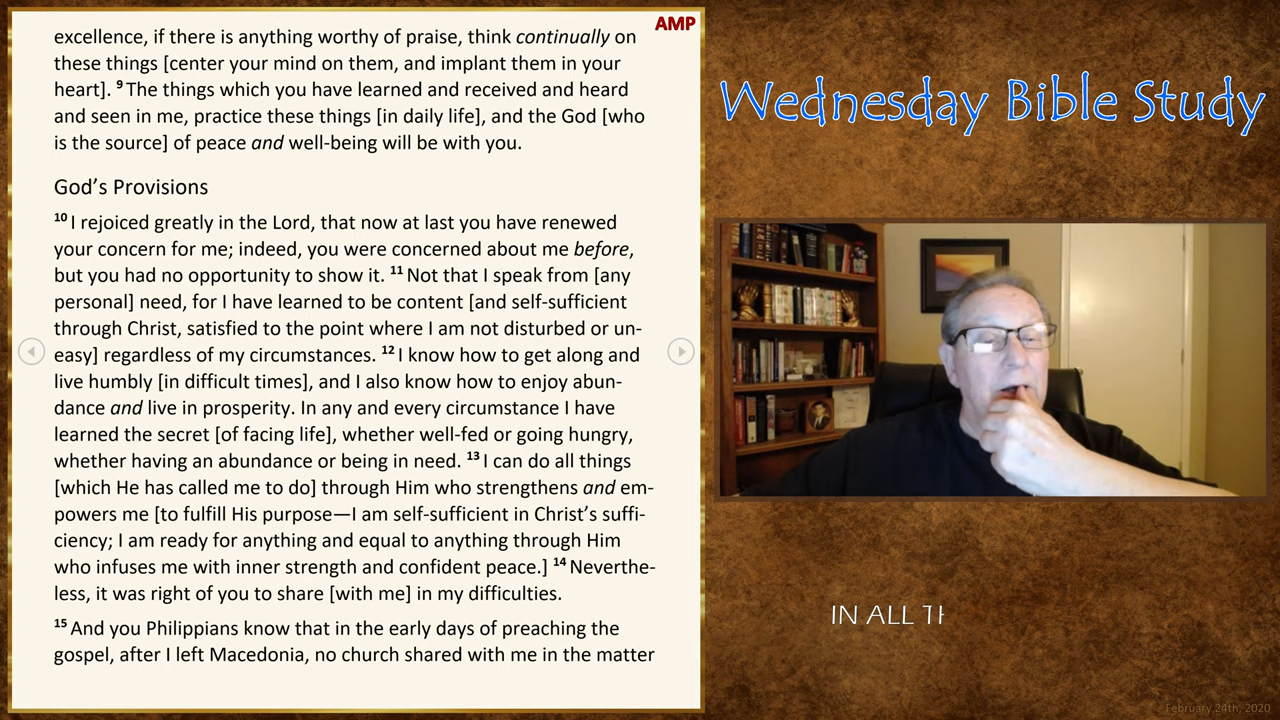 AMP
excellence, if there is anything worthy of praise, think continually on
these things [center your mind on them, and implant them in your
heart]. 9 The things which you have learned and received and heard
and seen in me, practice these things [in daily life], and the God [who
is the source] of peace and well-being will be with you.
God’s Provisions
10 I rejoiced greatly in the Lord, that now at last you have renewed
your concern for me; indeed, you were concerned about me before,
but you had no opportunity to show it. 11 Not that I speak from [any
personal] need, for I have learned to be content [and self-sufficient
through Christ, satisfied to the point where I am not disturbed or un-
easy] regardless of my circumstances. 12 I know how to get along and
live humbly [in difficult times], and I also know how to enjoy abun-
dance and live in prosperity. In any and every circumstance I have
learned the secret [of facing life], whether well-fed or going hungry,
whether having an abundance or being in need. 13 I can do all things
[which He has called me to do] through Him who strengthens and em-
powers me [to fulfill His purpose—I am self-sufficient in Christ’s suffi-
ciency; I am ready for anything and equal to anything through Him
who infuses me with inner strength and confident peace.] 14 Neverthe-
less, it was right of you to share [with me] in my difficulties.
15 And you Philippians know that in the early days of preaching the
gospel, after I left Macedonia, no church shared with me in the matter
Wednesday Bible Study
IN ALL TH
February 24th, 2020